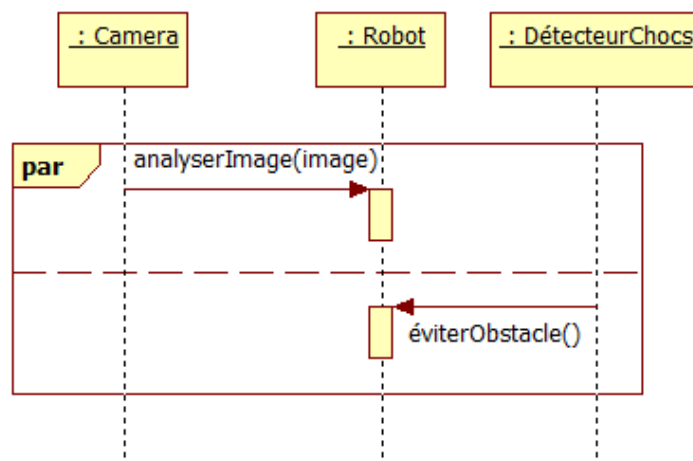 : Camera
: Robot
: DétecteurChocs
par
analyserImage(image)
éviterObstacle()